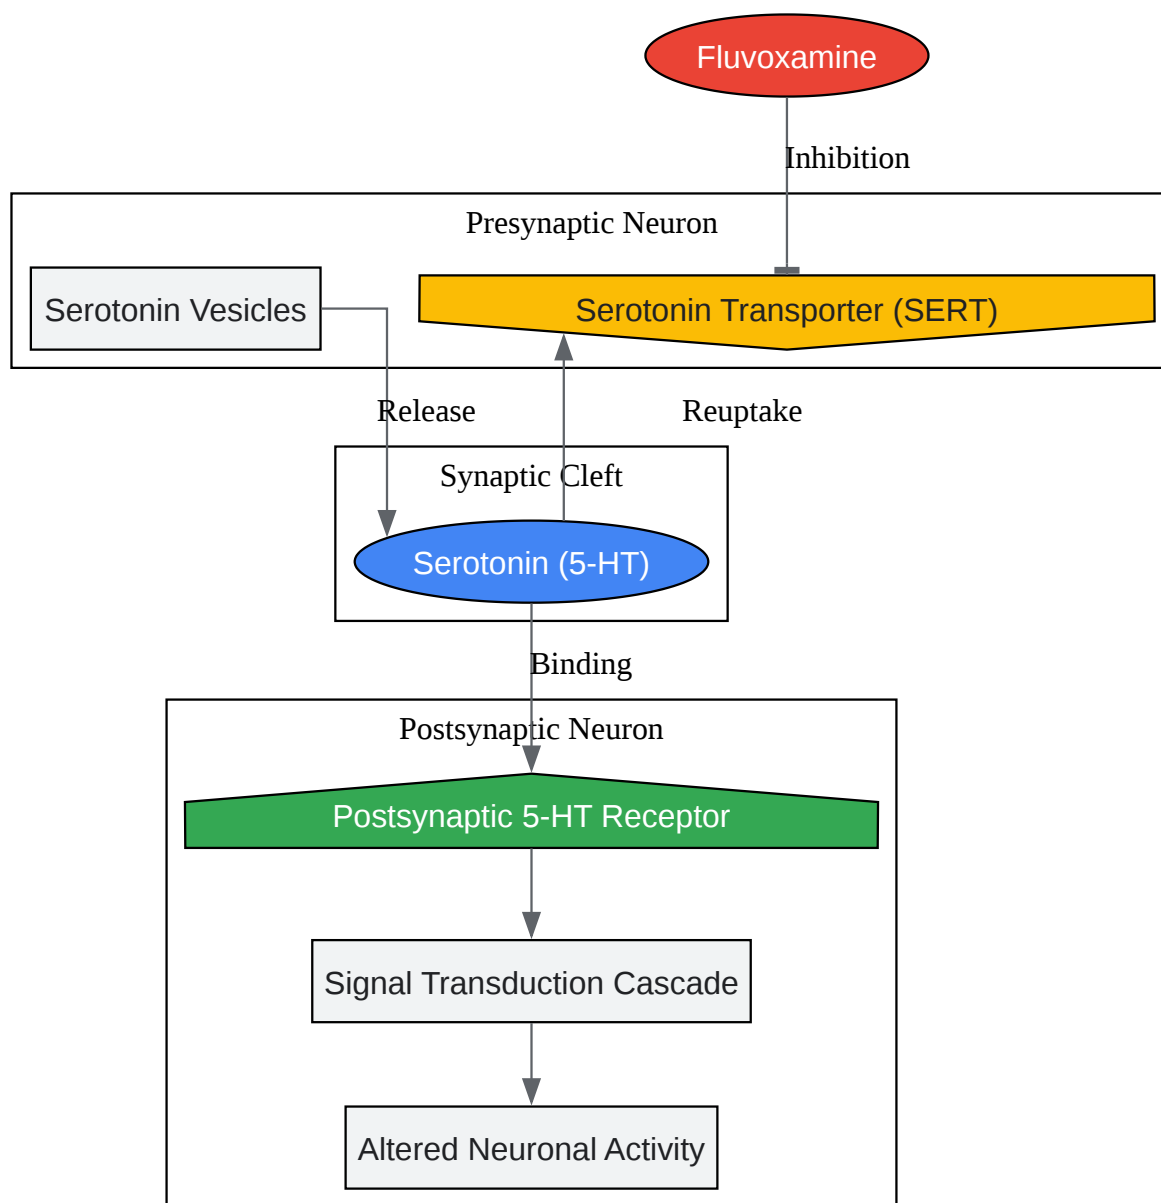 Fluvoxamine
Inhibition
Presynaptic Neuron
Serotonin Vesicles
Serotonin Transporter (SERT)
Release
Reuptake
Synaptic Cleft
Serotonin (5-HT)
Binding
Postsynaptic Neuron
Postsynaptic 5-HT Receptor
Signal Transduction Cascade
Altered Neuronal Activity